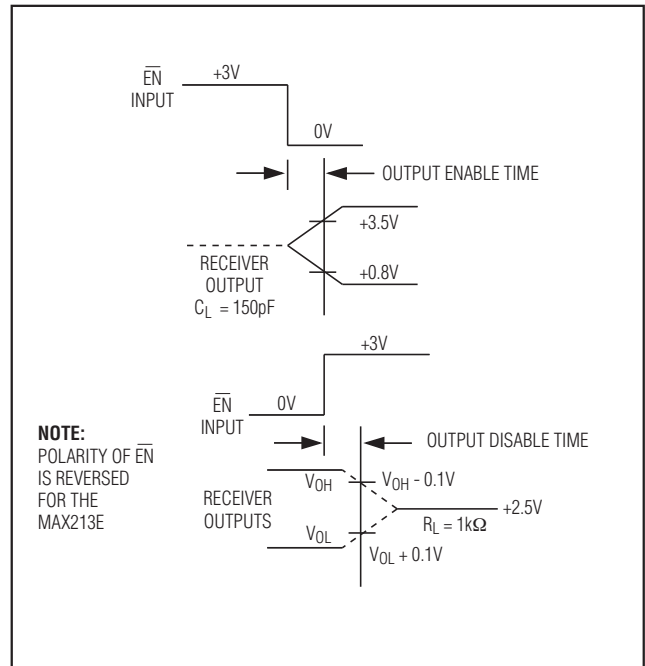 EN
INPUT
+3V
0V
OUTPUT ENABLE TIME
+3.5V
+0.8V
RECEIVER
OUTPUT
CL = 150pF
+3V
0V
EN
INPUT
OUTPUT DISABLE TIME
NOTE:
POLARITY OF EN
IS REVERSED
FOR THE
MAX213E
RECEIVER
OUTPUTS
VOH
VOH - 0.1V
+2.5V
RL = 1kΩ
VOL
VOL + 0.1V